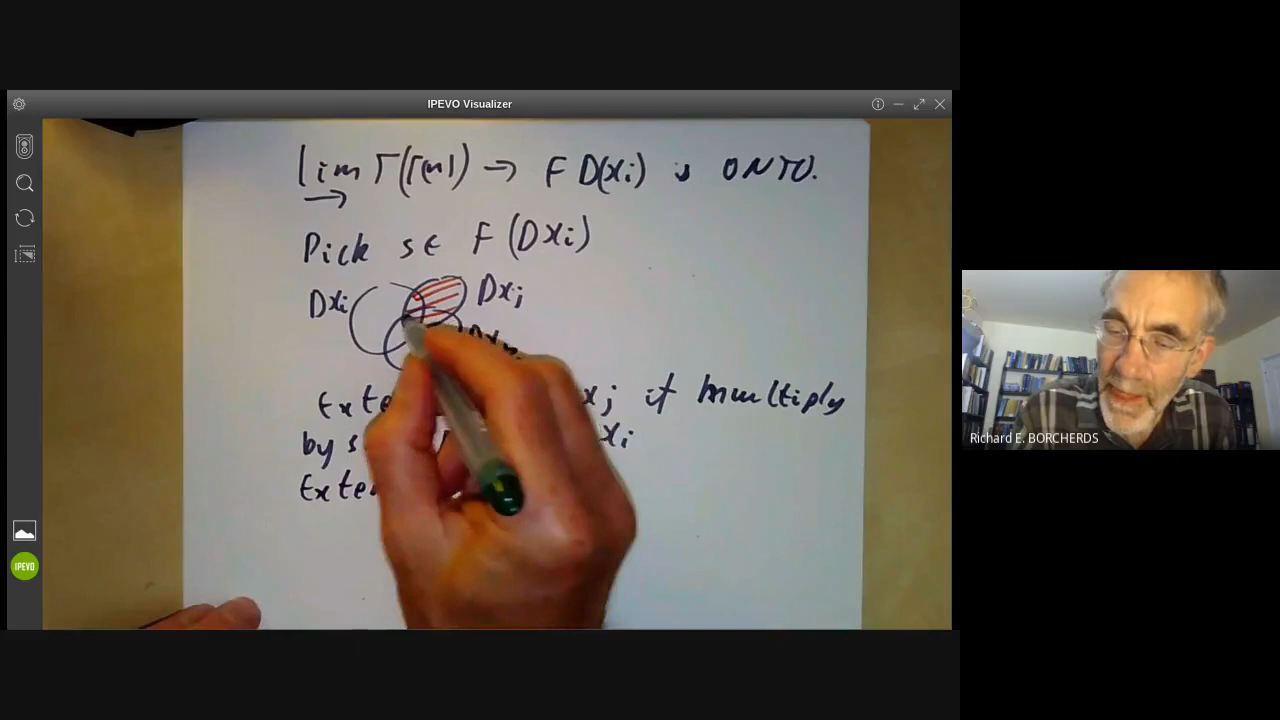 IPEVO Visualizer
lim Γ(F(n)) → F D(xi) is ONTO.
Pick s ∈ F(Dxi)
Dxi Dxj
Exte xj if multiply
by s xi
Exte
IPEVO
Richard E. BORCHERDS